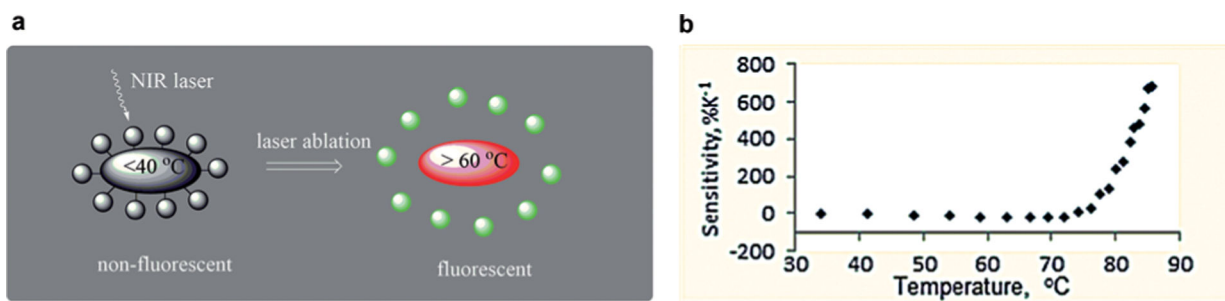 a
NIR laser
<40 °C
non-fluorescent
laser ablation
> 60 °C
fluorescent
b
Sensitivity, %K-1
800
600
400
200
0
-200
30 40 50 60 70 80 90
Temperature, °C